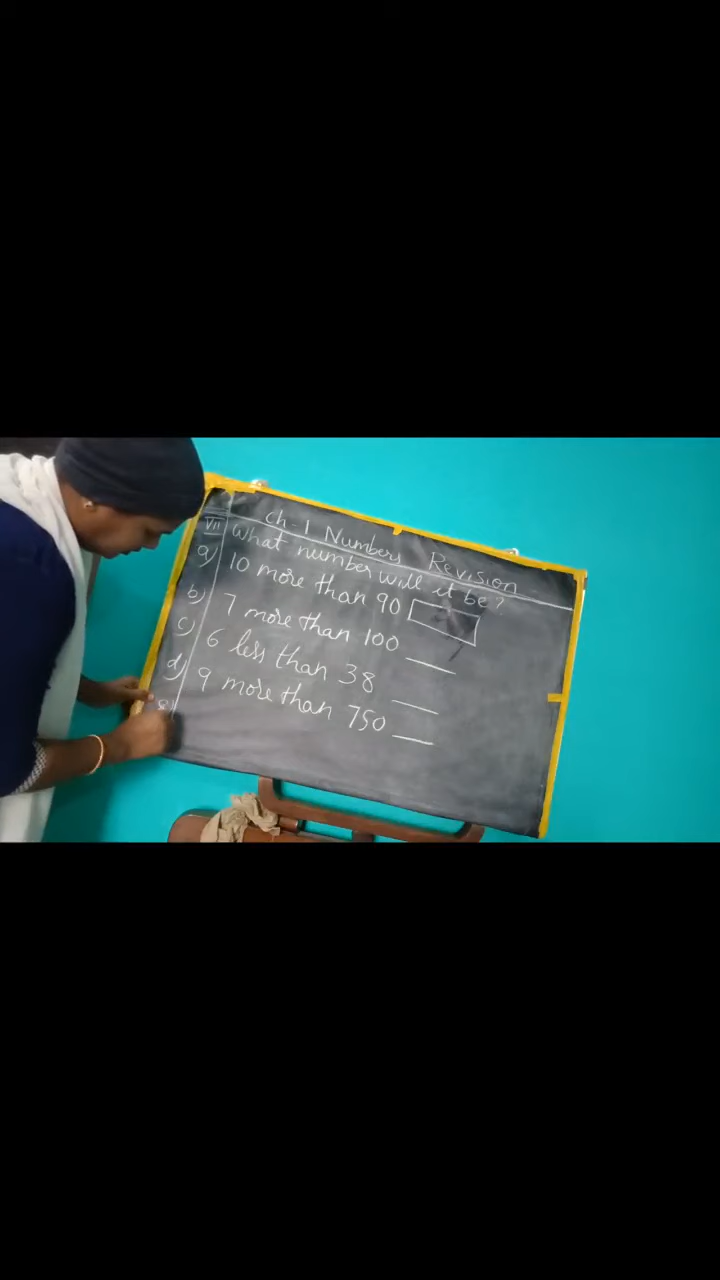 Ch-1 Numbers Revision
VII What number will it be?
a) 10 more than 90
b) 7 more than 100 ___
c) 6 less than 38 ___
d) 9 more than 750 ___